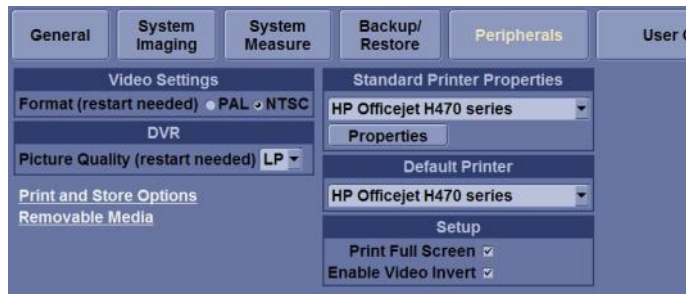 General
System
Imaging
System
Measure
Backup/
Restore
Peripherals
User
Video Settings
Format (restart needed) PAL NTSC
DVR
Picture Quality (restart needed) LP
Print and Store Options
Removable Media
Standard Printer Properties
HP Officejet H470 series
Properties
Default Printer
HP Officejet H470 series
Setup
Print Full Screen
Enable Video Invert